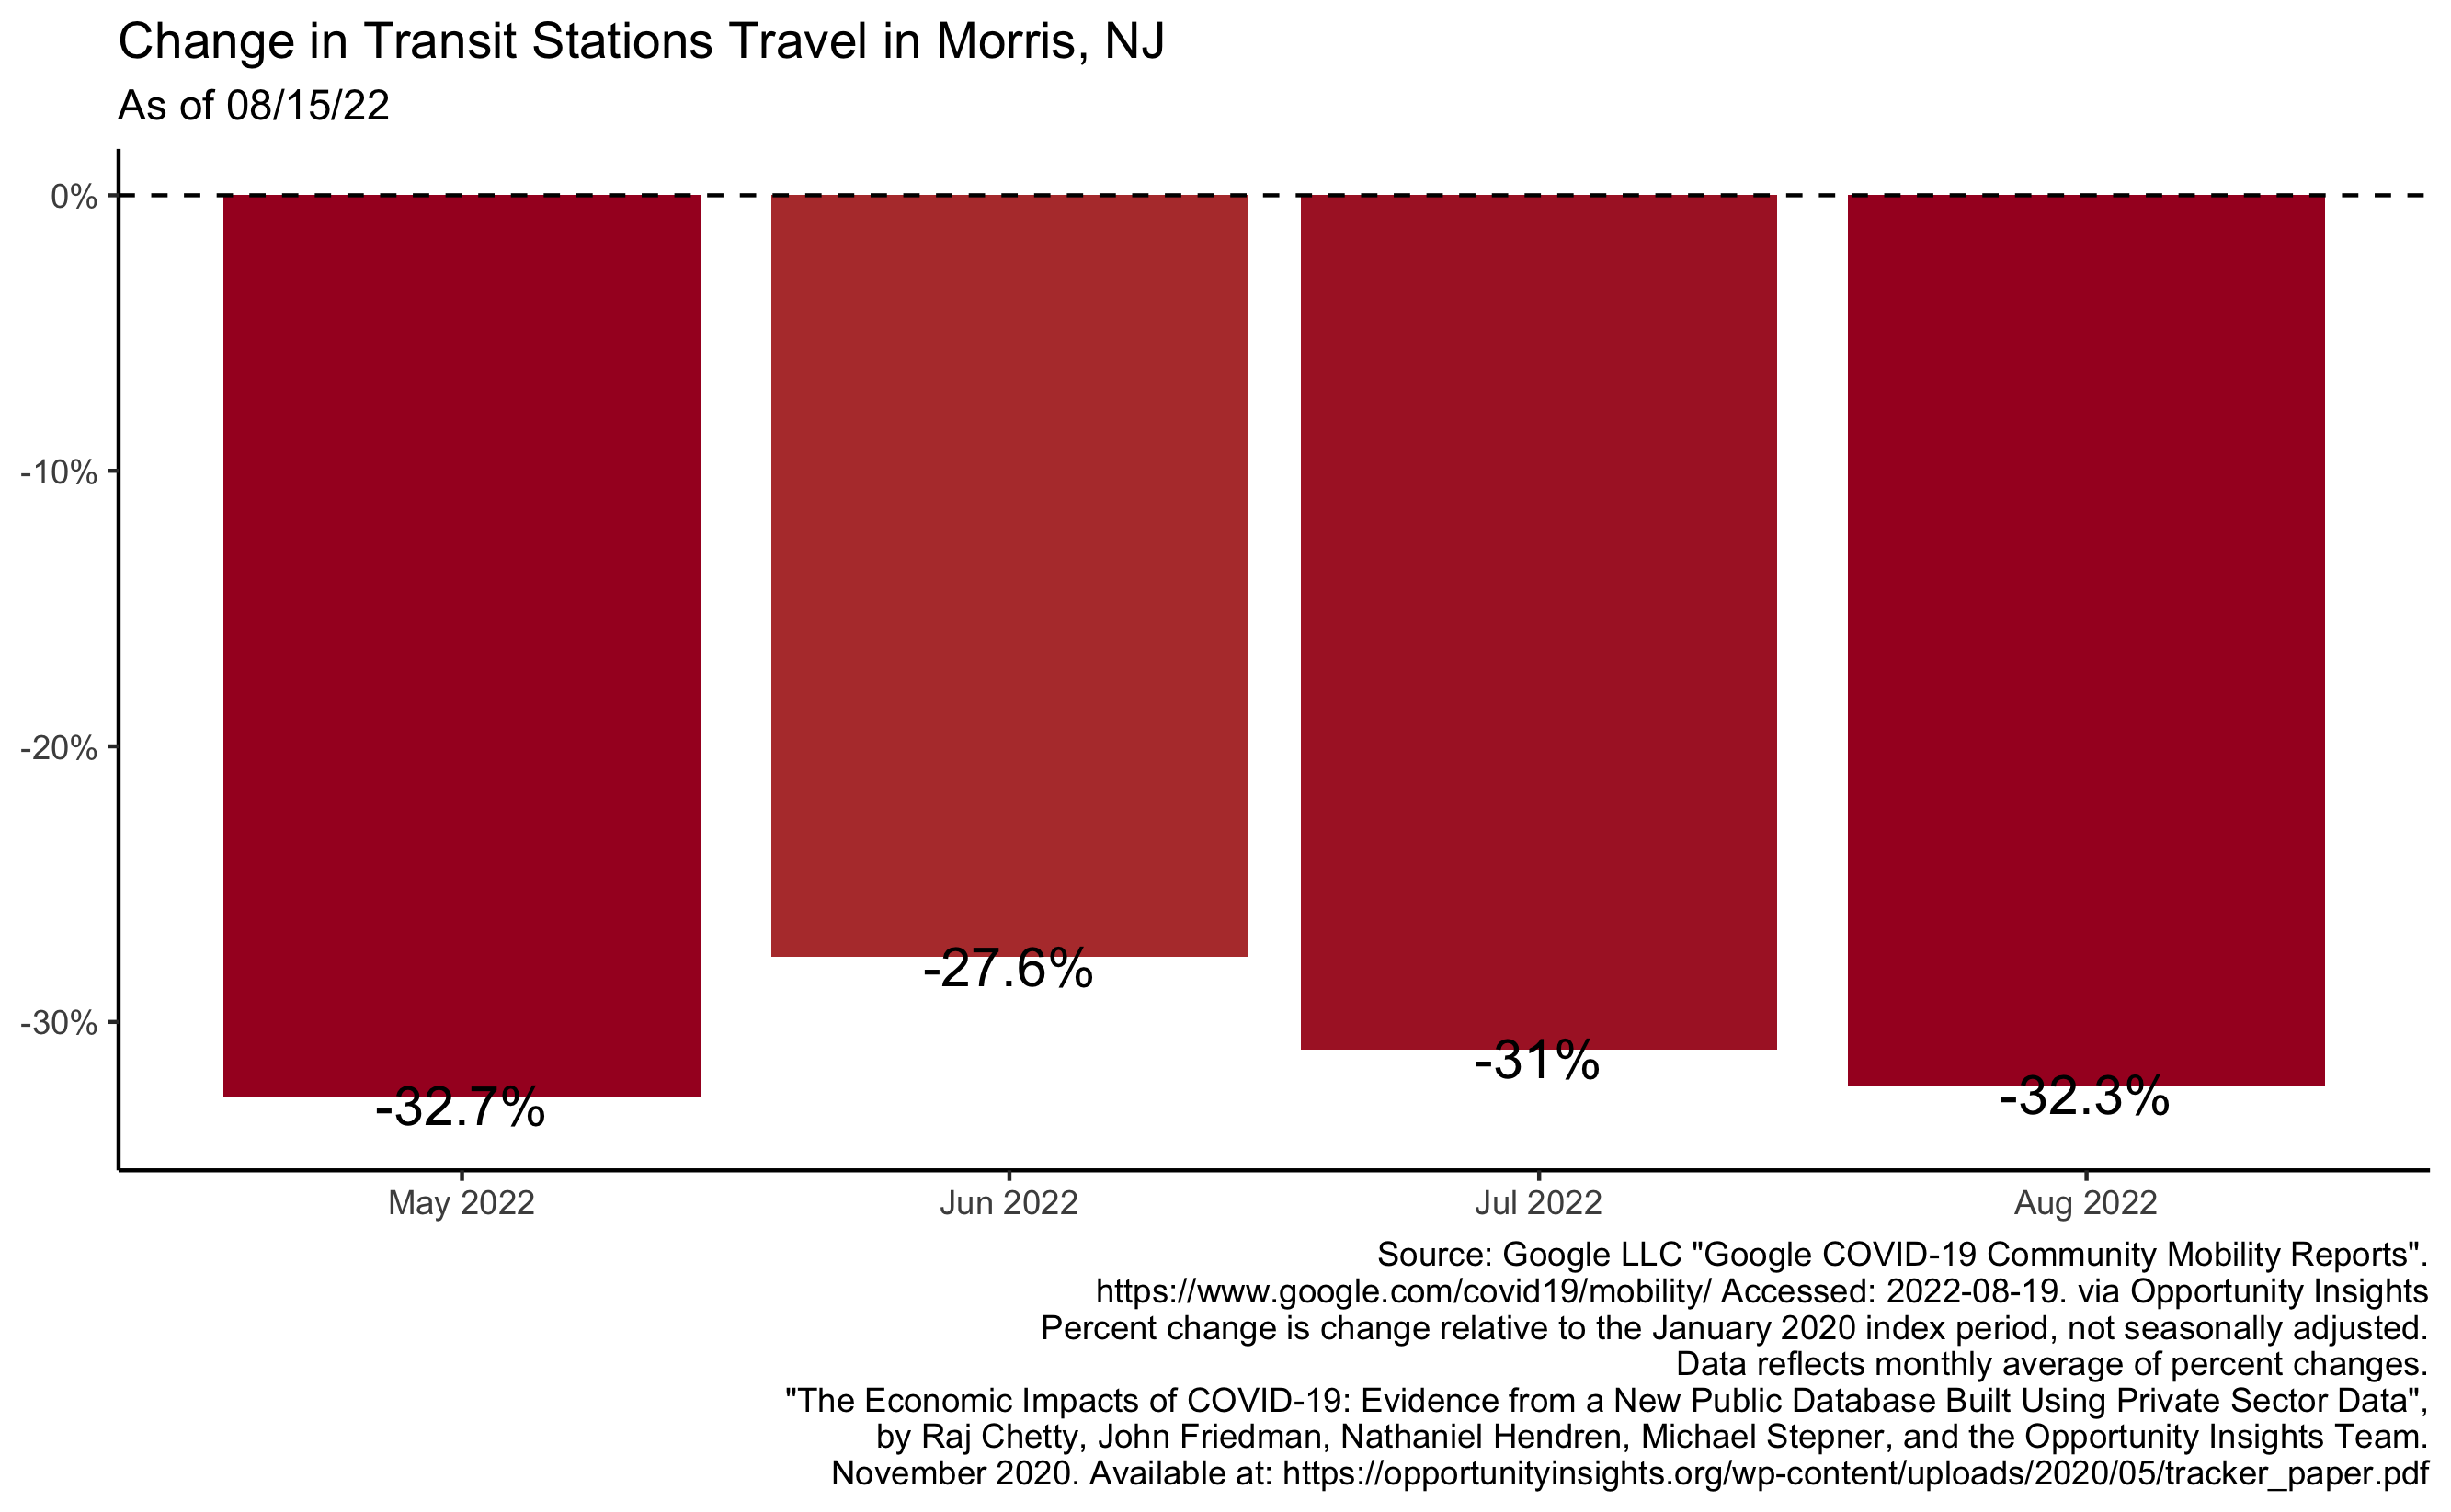 Change in Transit Stations Travel in Morris, NJ
As of 08/15/22
0%
-10%
-20%
-30%
-32.7%
-27.6%
-31%
-32.3%
May 2022
Jun 2022
Jul 2022
Aug 2022
Source: Google LLC "Google COVID-19 Community Mobility Reports".
https://www.google.com/covid19/mobility/ Accessed: 2022-08-19. via Opportunity Insights
Percent change is change relative to the January 2020 index period, not seasonally adjusted.
Data reflects monthly average of percent changes.
"The Economic Impacts of COVID-19: Evidence from a New Public Database Built Using Private Sector Data",
by Raj Chetty, John Friedman, Nathaniel Hendren, Michael Stepner, and the Opportunity Insights Team.
November 2020. Available at: https://opportunityinsights.org/wp-content/uploads/2020/05/tracker_paper.pdf